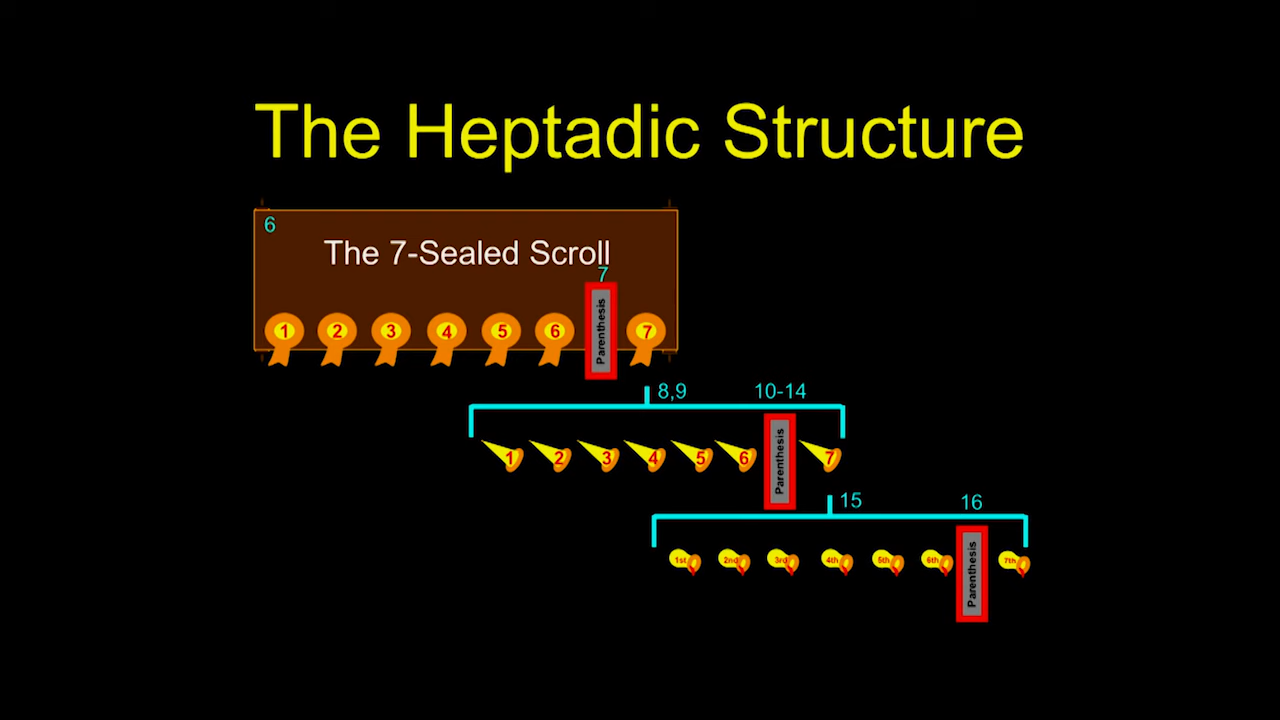 The Heptadic Structure
6
The 7-Sealed Scroll
7
1 2 3 4 5 6 Parenthesis 7
8,9 10-14
1 2 3 4 5 6 Parenthesis 7
15 16
1st 2nd 3rd 4th 5th 6th Parenthesis 7th